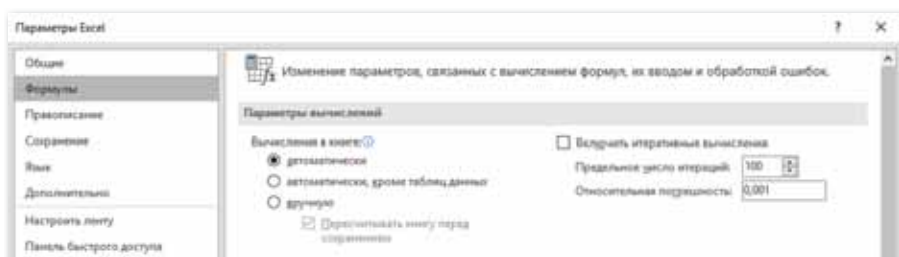 Параметры Excel
? ×
Общие
Формулы
Правописание
Сохранение
Язык
Дополнительно
Настроить ленту
Панель быстрого доступа
Изменение параметров, связанных с вычислением формул, их вводом и обработкой ошибок.
Параметры вычислений
Вычисления в книге:
автоматически
автоматически, кроме таблиц данных
вручную
Пересчитывать книгу перед
сохранением
Включить итеративные вычисления
Предельное число итераций: 100
Относительная погрешность: 0,001